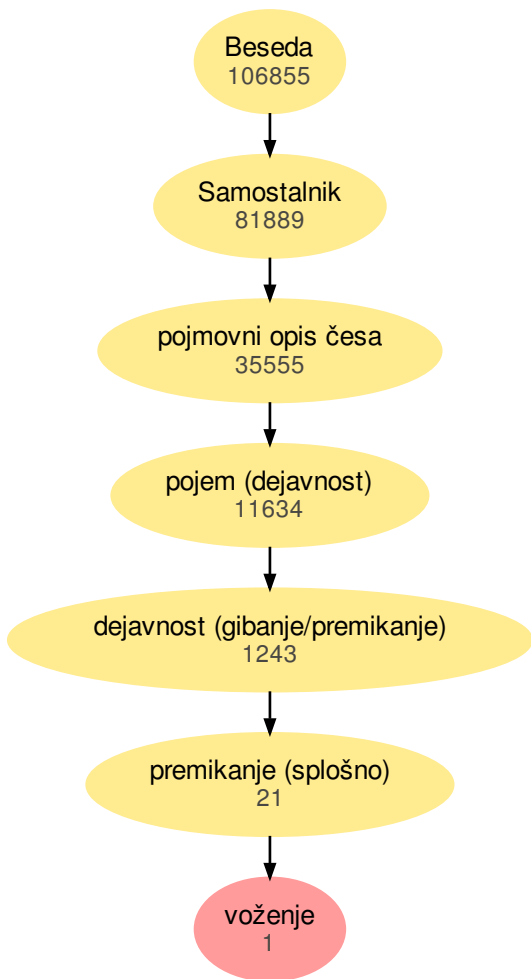 Beseda
106855
Samostalnik
81889
pojmovni opis česa
35555
pojem (dejavnost)
11634
dejavnost (gibanje/premikanje)
1243
premikanje (splošno)
21
voženje
1